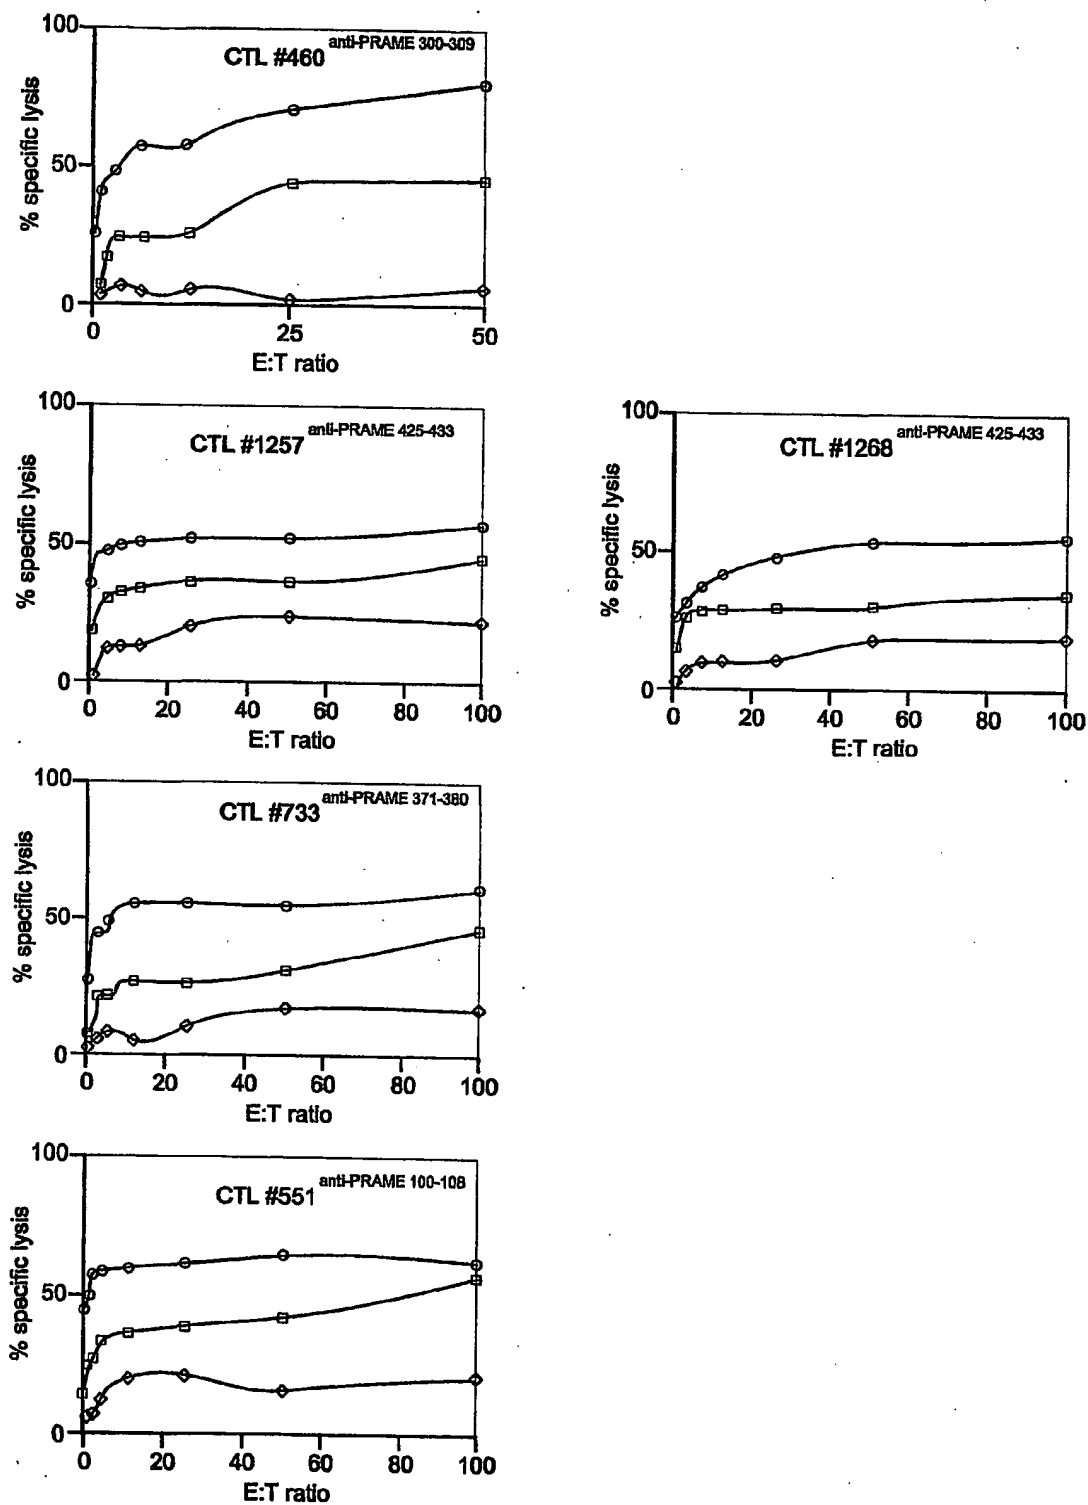 100
CTL #460 anti-PRAME 300-309
% specific lysis
50
0
0 25 50
E:T ratio
100
CTL #1257 anti-PRAME 425-433
% specific lysis
50
0
0 20 40 60 80 100
E:T ratio
100
CTL #1268 anti-PRAME 425-433
% specific lysis
50
0
0 20 40 60 80 100
E:T ratio
100
CTL #733 anti-PRAME 371-380
% specific lysis
50
0
0 20 40 60 80 100
E:T ratio
100
CTL #551 anti-PRAME 100-108
% specific lysis
50
0
0 20 40 60 80 100
E:T ratio